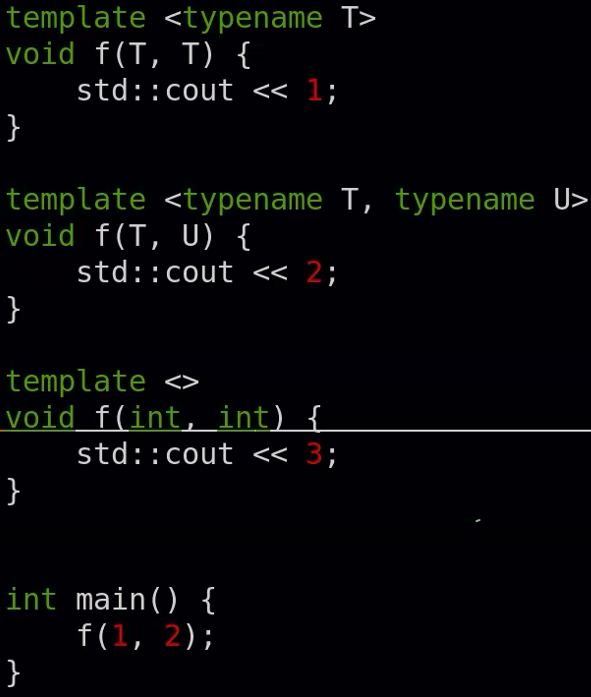 template <typename T>
void f(T, T) {
    std::cout << 1;
}
template <typename T, typename U>
void f(T, U) {
    std::cout << 2;
}
template <>
void f(int, int) {
    std::cout << 3;
}
int main() {
    f(1, 2);
}